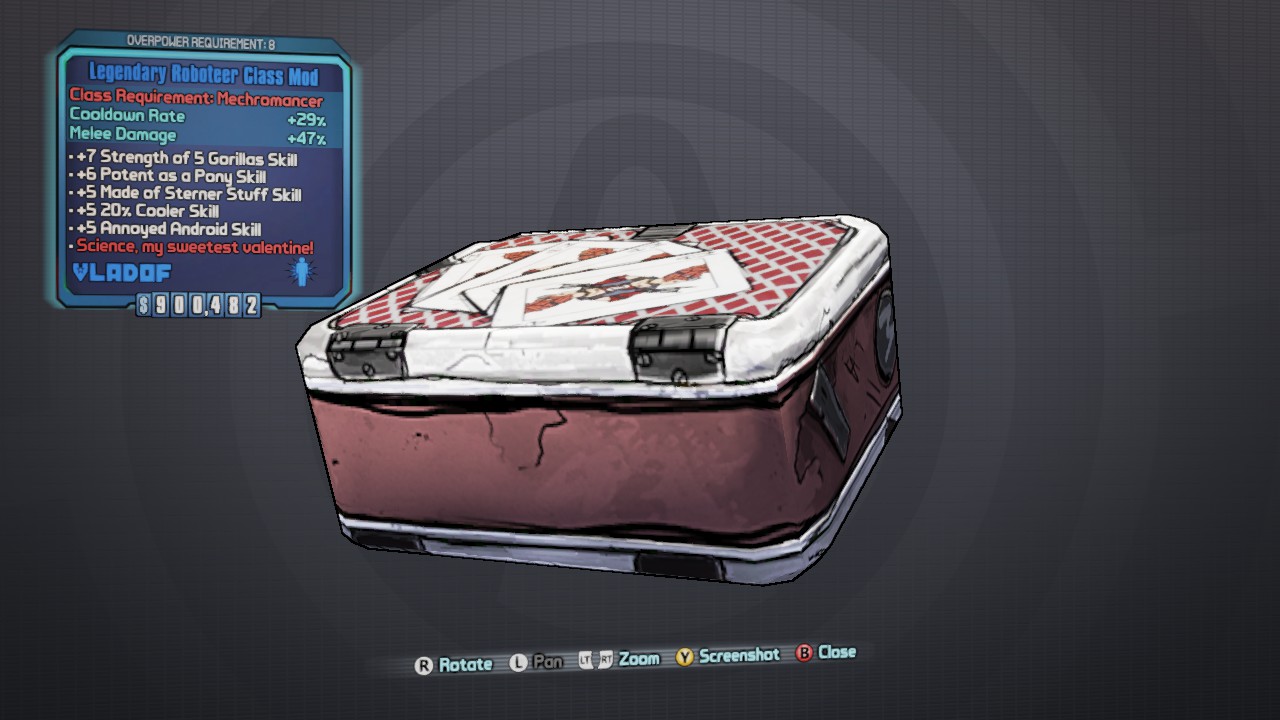 OVERPOWER REQUIREMENT: 8
Legendary Roboteer Class Mod
Class Requirement: Mechromancer
Cooldown Rate +29%
Melee Damage +47%
• +7 Strength of 5 Gorillas Skill
• +6 Potent as a Pony Skill
• +5 Made of Sterner Stuff Skill
• +5 20% Cooler Skill
• +5 Annoyed Android Skill
• Science, my sweetest valentine!
VLADOF
$900,482
R Rotate L Pan LT RT Zoom Y Screenshot B Close